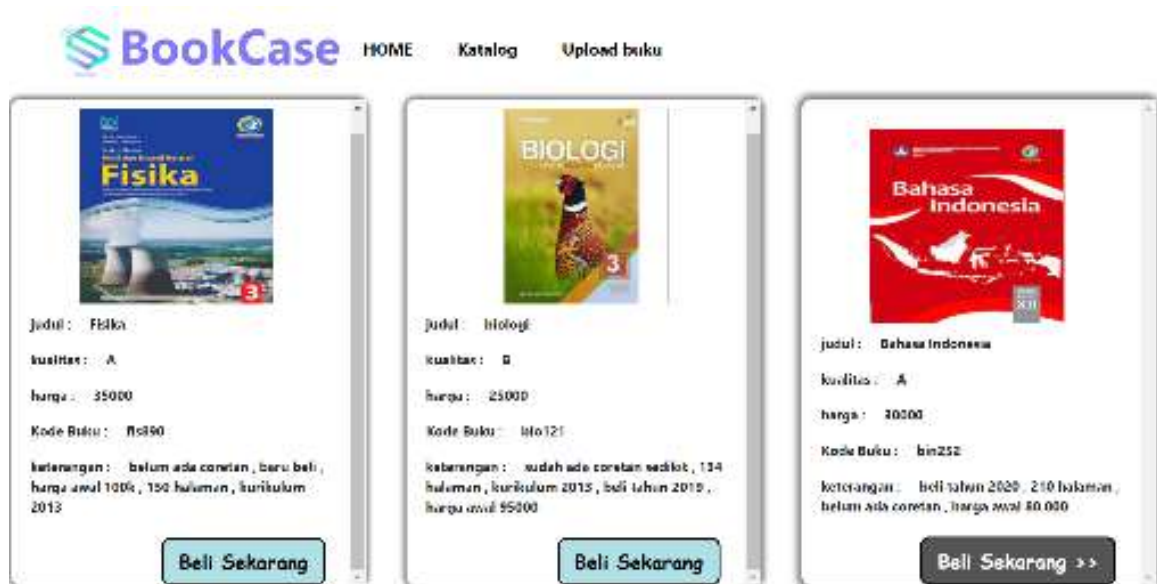 BookCase HOME Katalog Upload buku
Fisika
3
judul : Fisika
kualitas : A
harga : 35000
Kode Buku : fis890
keterangan : belum ada coretan , baru beli ,
harga awal 100k , 150 halaman , kurikulum
2013
Beli Sekarang
BIOLOGI
3
judul : biologi
kualitas : B
harga : 25000
Kode Buku :
keterangan : sudah ada coretan sedikit , 134
halaman , kurikulum 2013 , beli tahun 2019 ,
harga awal 95000
Beli Sekarang
Bahasa
Indonesia
XII
judul : Bahasa Indonesia
kualitas : A
harga : 30000
Kode Buku : bin252
keterangan : beli tahun 2020 , 210 halaman ,
belum ada coretan , harga awal 80.000
Beli Sekarang >>